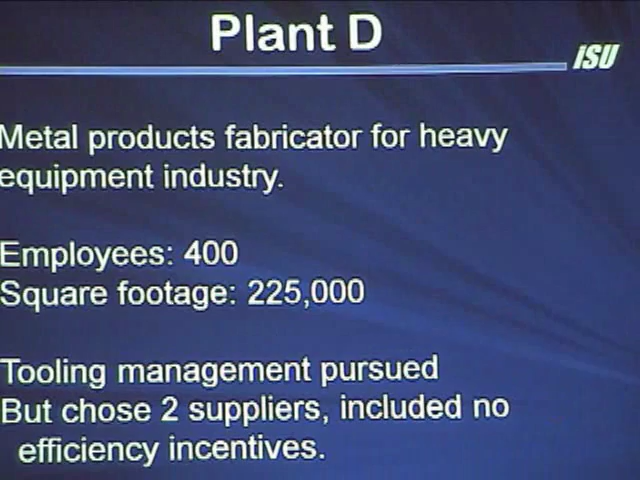 Plant D
iSU
Metal products fabricator for heavy
equipment industry.
Employees: 400
Square footage: 225,000
Tooling management pursued
But chose 2 suppliers, included no
efficiency incentives.